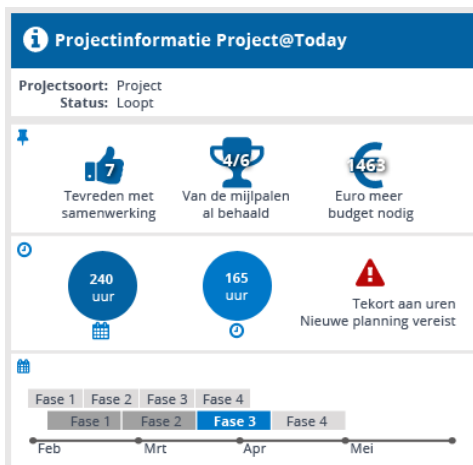 Projectinformatie Project@Today
Projectsoort: Project
Status: Loopt
7
Tevreden met
samenwerking
4/6
Van de mijlpalen
al behaald
1463
Euro meer
budget nodig
240
uur
165
uur
Tekort aan uren
Nieuwe planning vereist
Fase 1 Fase 2 Fase 3 Fase 4
Fase 1 Fase 2 Fase 3 Fase 4
Feb Mrt Apr Mei